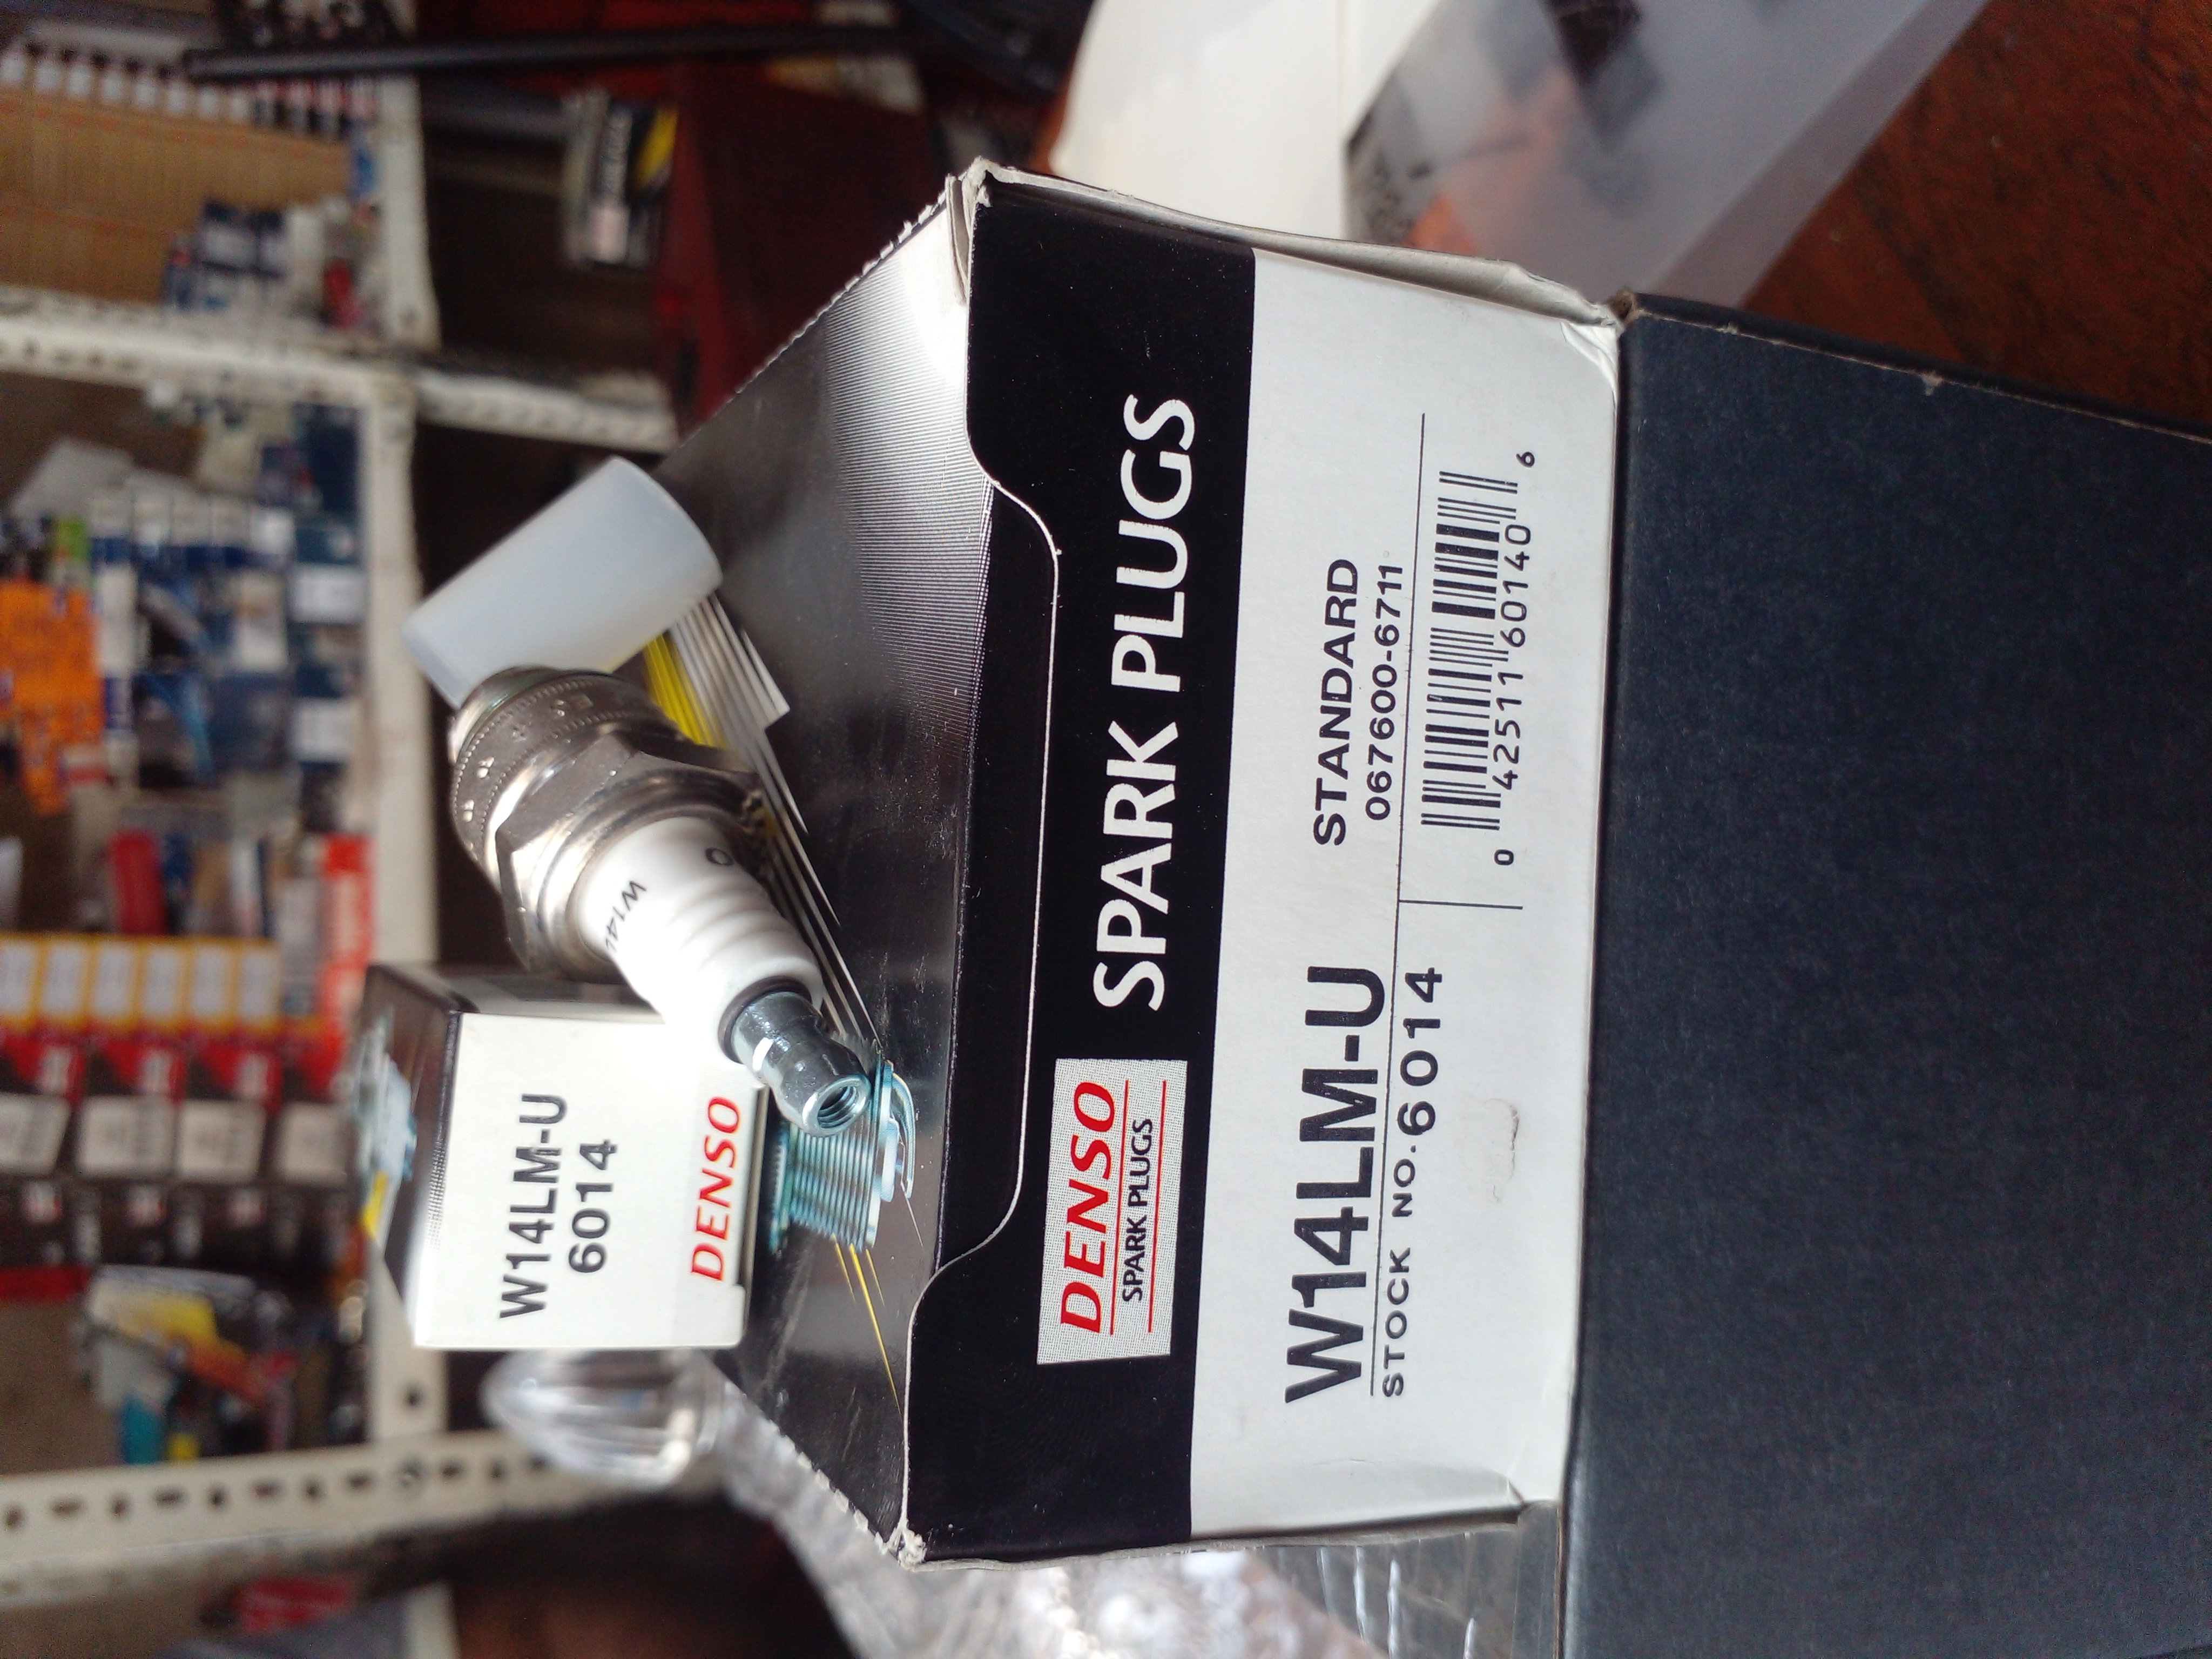 DENSO
SPARK PLUGS
SPARK PLUGS
W14LM-U
STOCK NO. 6014
STANDARD
067600-6711
0 42511 60140 6
W14LM-U
6014
DENSO
W14L